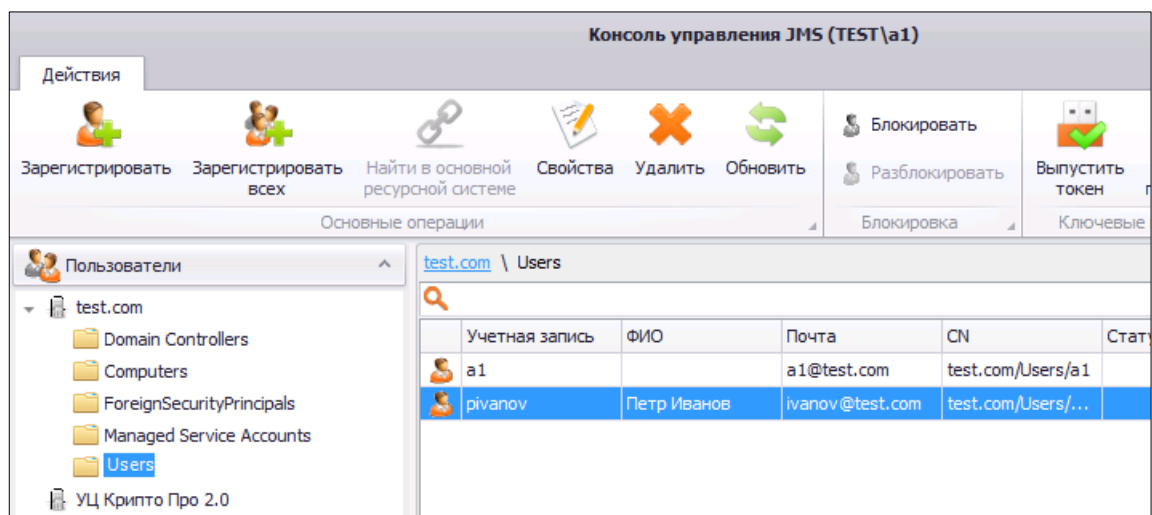 Консоль управления JMS (TEST\a1)
Действия
Зарегистрировать
Зарегистрировать
всех
Найти в основной
ресурсной системе
Свойства
Удалить
Обновить
Блокировать
Разблокировать
Выпустить
токен
Основные операции
Блокировка
Ключевые
Пользователи
test.com \ Users
test.com
Domain Controllers
Computers
ForeignSecurityPrincipals
Managed Service Accounts
Users
УЦ Крипто Про 2.0
Учетная запись ФИО Почта CN Стату
a1 a1@test.com test.com/Users/a1
pivanov Петр Иванов ivanov@test.com test.com/Users/...